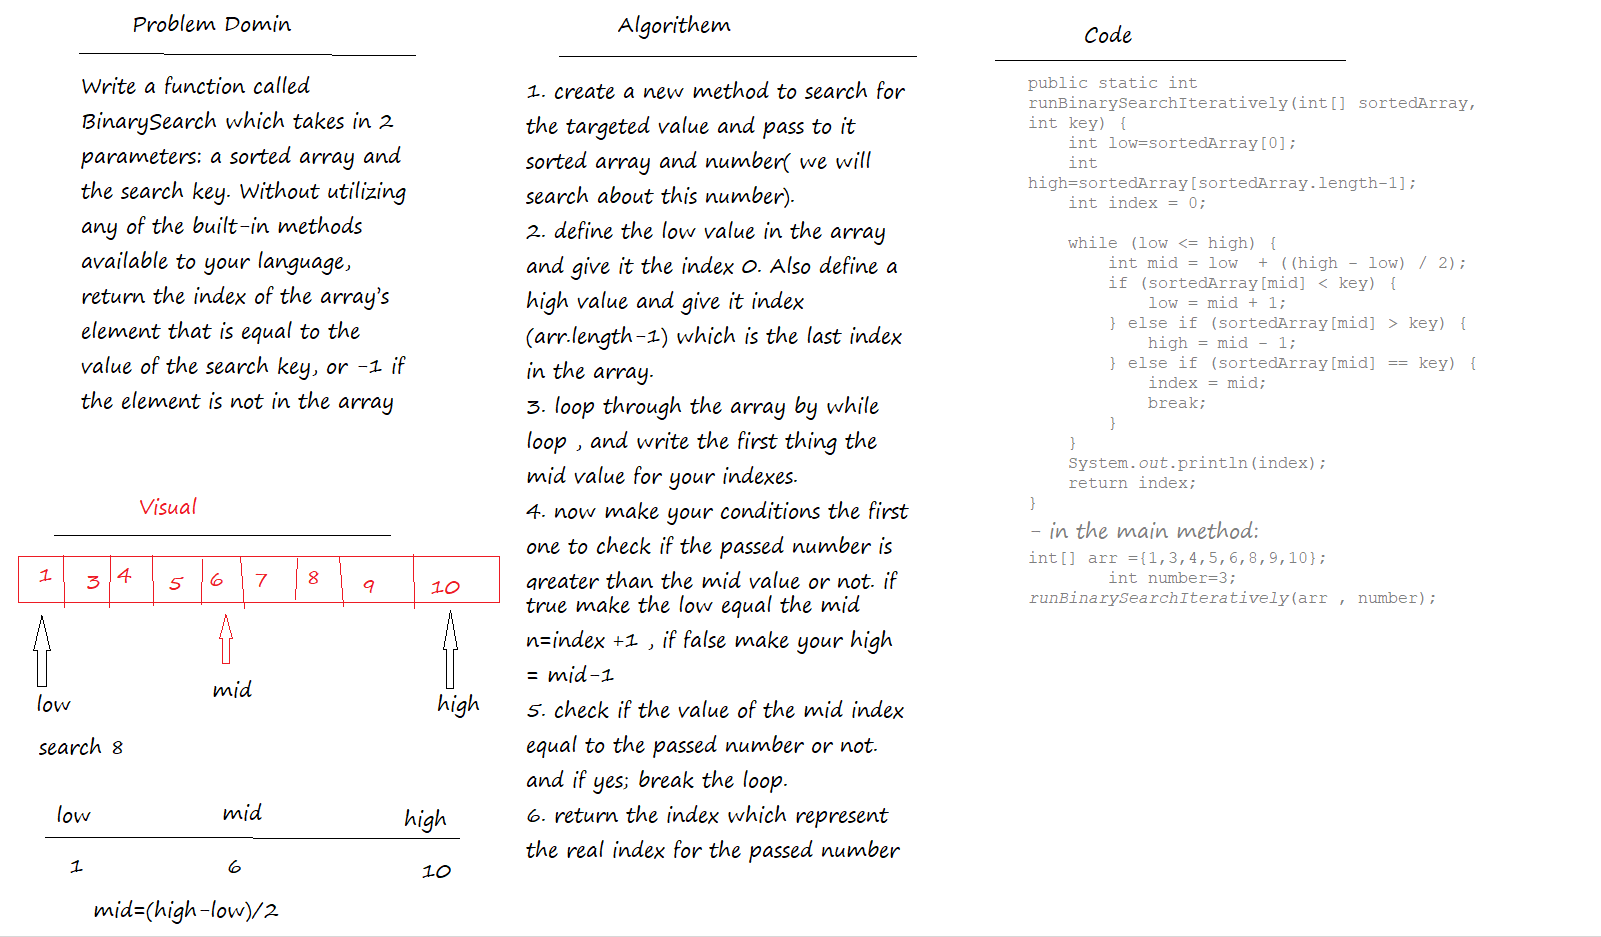 Problem Domin
Write a function called
BinarySearch which takes in 2
parameters: a sorted array and
the search key. Without utilizing
any of the built-in methods
available to your language,
return the index of the array's
element that is equal to the
value of the search key, or -1 if
the element is not in the array
Visual
1 3 4 5 6 7 8 9 10
low mid high
search 8
low mid high
1 6 10
mid=(high-low)/2
Algorithem
1. create a new method to search for
the targeted value and pass to it
sorted array and number( we will
search about this number).
2. define the low value in the array
and give it the index 0. Also define a
high value and give it index
(arr.length-1) which is the last index
in the array.
3. loop through the array by while
loop , and write the first thing the
mid value for your indexes.
4. now make your conditions the first
one to check if the passed number is
greater than the mid value or not. if
true make the low equal the mid
n=index +1 , if false make your high
= mid-1
5. check if the value of the mid index
equal to the passed number or not.
and if yes; break the loop.
6. return the index which represent
the real index for the passed number
Code
public static int
runBinarySearchIteratively(int[] sortedArray,
int key) {
    int low=sortedArray[0];
    int
high=sortedArray[sortedArray.length-1];
    int index = 0;
    while (low <= high) {
        int mid = low  + ((high - low) / 2);
        if (sortedArray[mid] < key) {
            low = mid + 1;
        } else if (sortedArray[mid] > key) {
            high = mid - 1;
        } else if (sortedArray[mid] == key) {
            index = mid;
            break;
        }
    }
    System.out.println(index);
    return index;
}
- in the main method:
int[] arr ={1,3,4,5,6,8,9,10};
        int number=3;
runBinarySearchIteratively(arr , number);